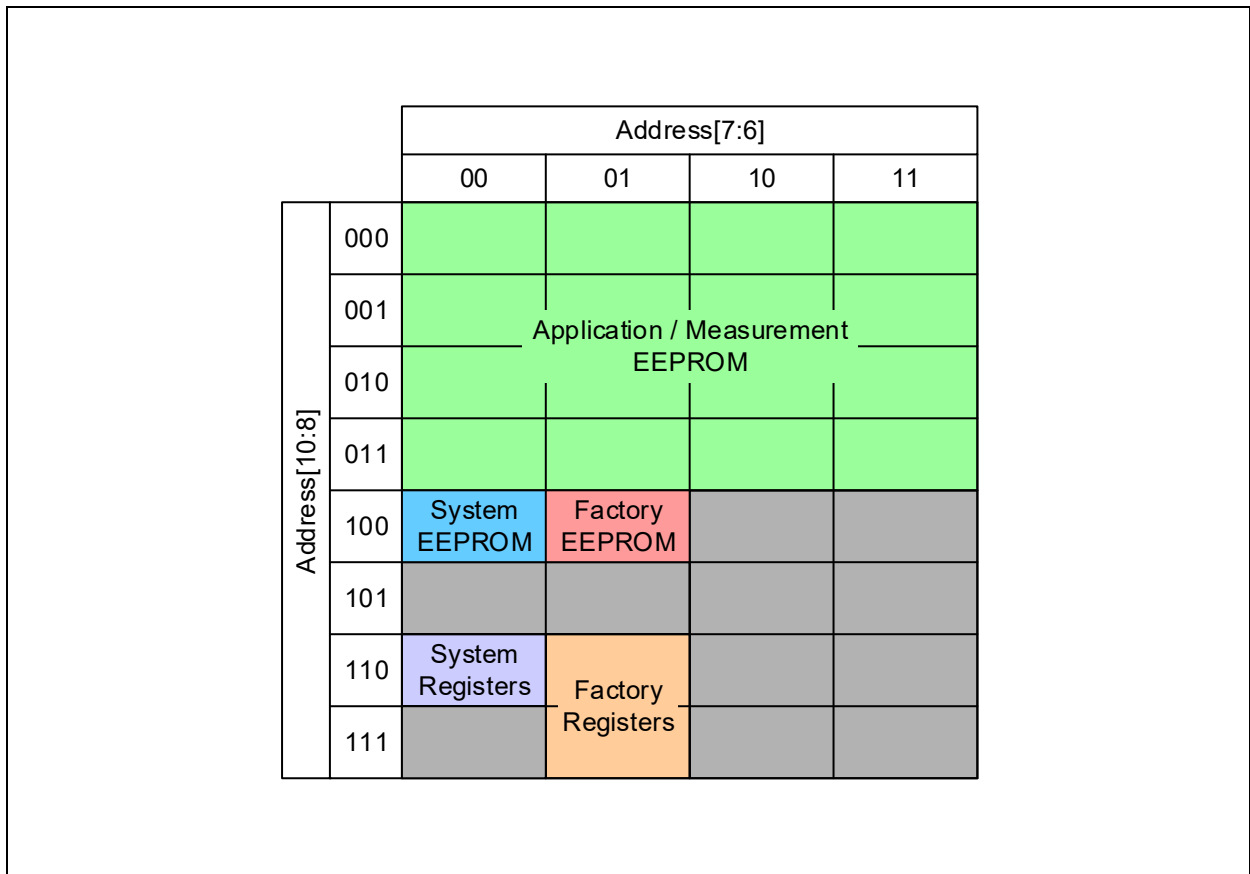 Address[7:6]
00 01 10 11
Address[10:8]
000
001
Application / Measurement
EEPROM
010
011
100
System
EEPROM
Factory
EEPROM
101
110
System
Registers
Factory
Registers
111